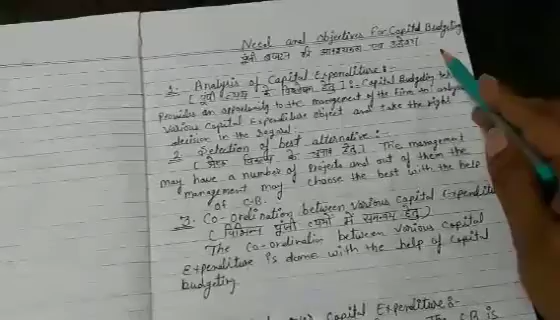 Need and objectives For Capital Budgeting
पूंजी बजटन की आवश्यकता एवं उद्देश्य
1. Analysis of Capital Expenditure :-
[पूंजी व्यय के विश्लेषण हेतु] :- Capital Budgeting
Provides an opportunity to the management of the firm to analyse
various Capital Expenditure object and take the right
decision in the regard.
2. Selection of best alternative :
[श्रेष्ठ विकल्प के चुनाव हेतु] The management
may have a number of projects and out of them the
management may choose the best with the help
of C.B.
3. Co-ordination between various Capital Expenditure
(विभिन्न पूंजी व्ययों में समन्वय हेतु)
The Co-ordination between various Capital
Expenditure is done with the help of capital
budgeting
over Capital Expenditure :-
The C.B is